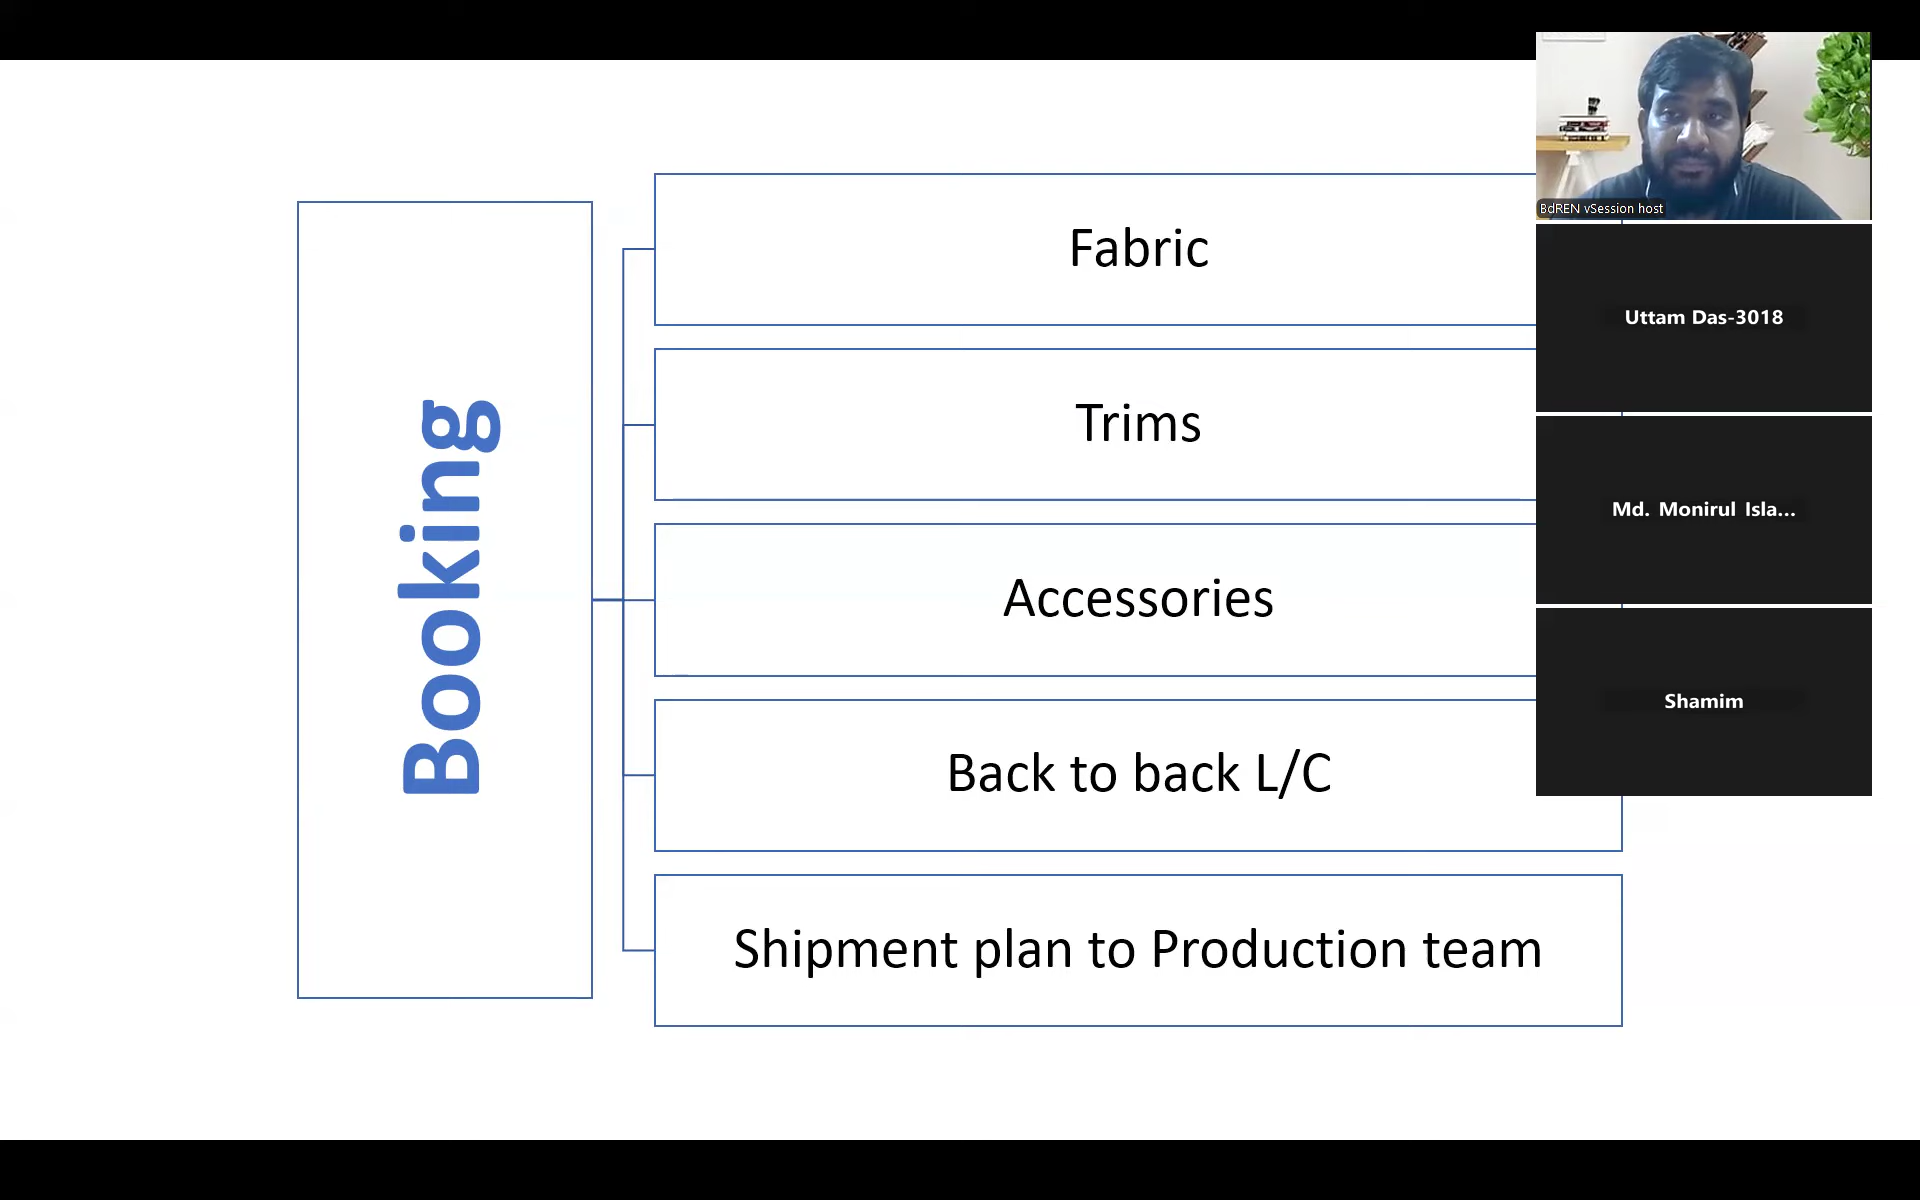 Booking
Fabric
Trims
Accessories
Back to back L/C
Shipment plan to Production team
BdREN vSession host
Uttam Das-3018
Md. Monirul Isla...
Shamim